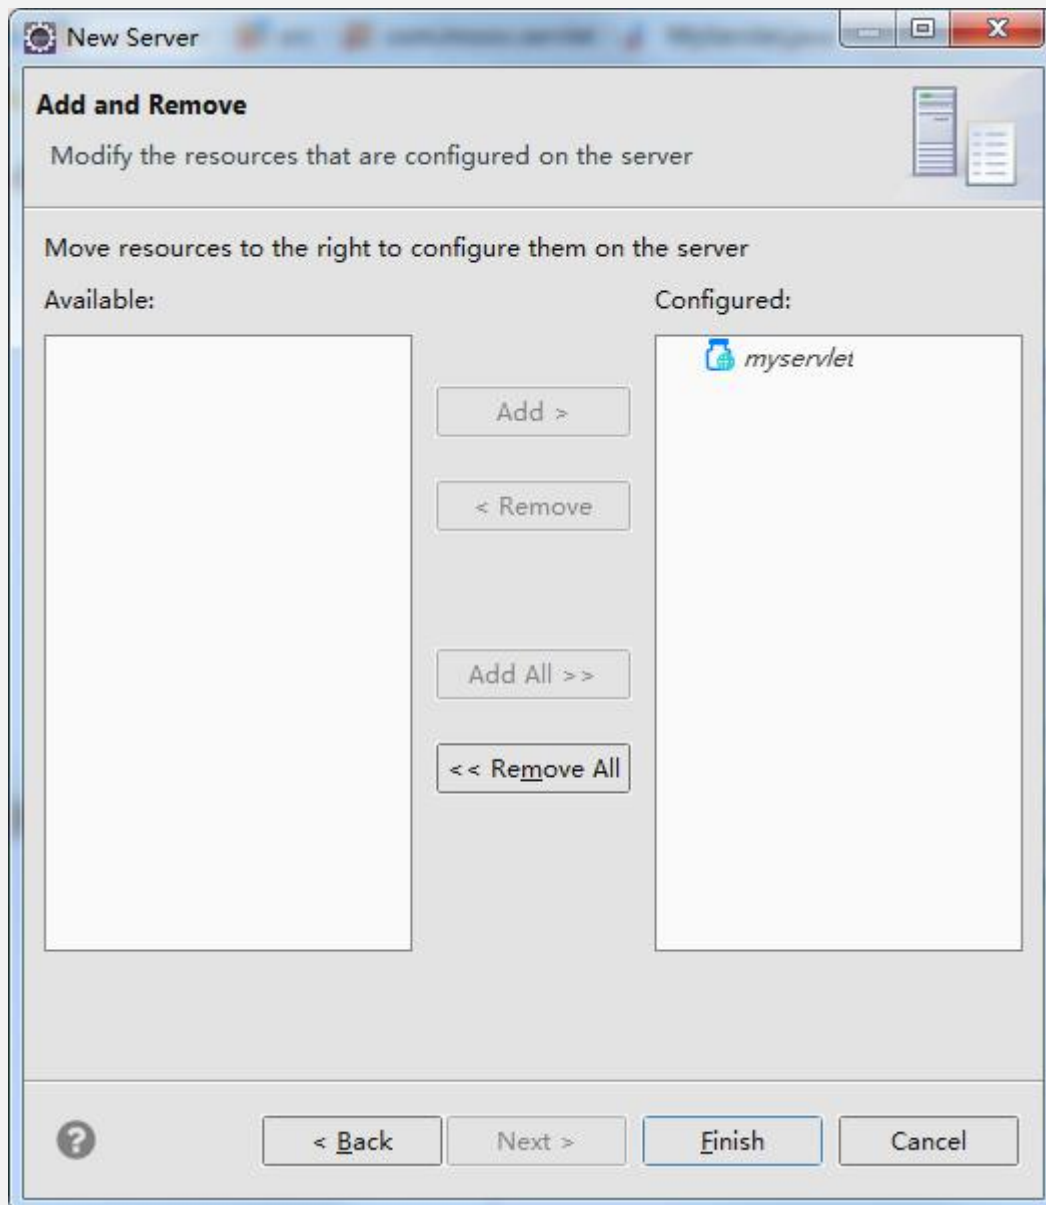 New Server
Add and Remove
Modify the resources that are configured on the server
Move resources to the right to configure them on the server
Available:
Configured:
myservlet
Add >
< Remove
Add All >>
<< Remove All
< Back
Next >
Finish
Cancel